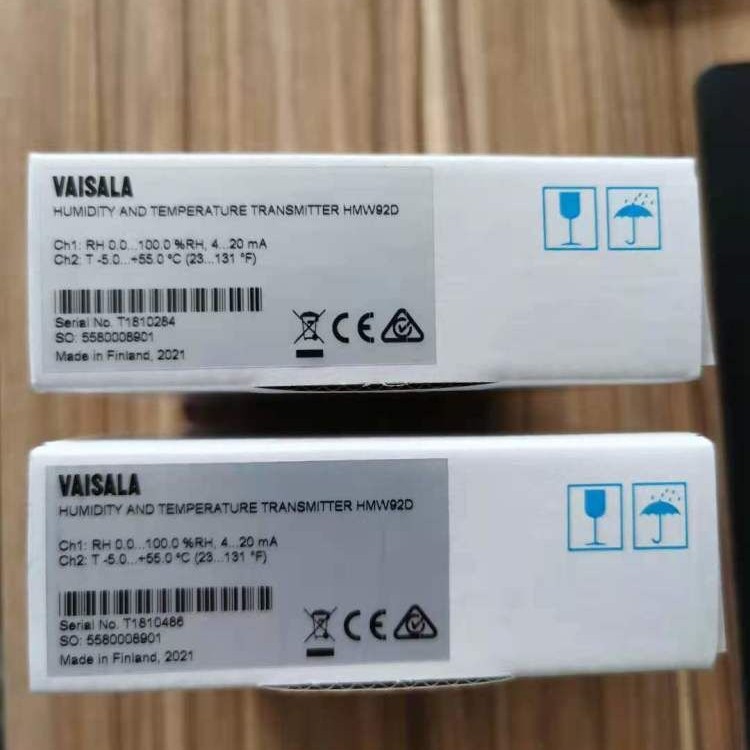 VAISALA
HUMIDITY AND TEMPERATURE TRANSMITTER HMW92D
Ch1: RH 0.0...100.0 %RH, 4...20 mA
Ch2: T -5.0...+55.0 °C (23...131 °F)
Serial No. T1810284
SO: 5580008901
Made in Finland, 2021
CE
VAISALA
HUMIDITY AND TEMPERATURE TRANSMITTER HMW92D
Ch1: RH 0.0...100.0 %RH, 4...20 mA
Ch2: T -5.0...+55.0 °C (23...131 °F)
Serial No. T1810486
SO: 5580008901
Made in Finland, 2021
CE